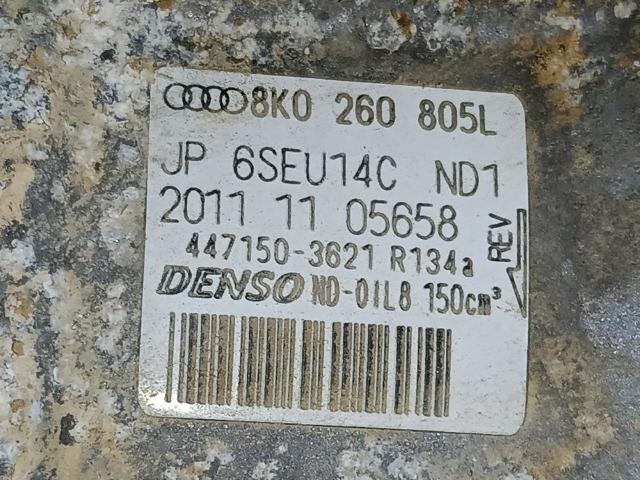 8K0 260 805L
JP 6SEU14C ND1
2011 11 05658
REV
447150-3621 R134a
DENSO ND-OIL8 150cm³